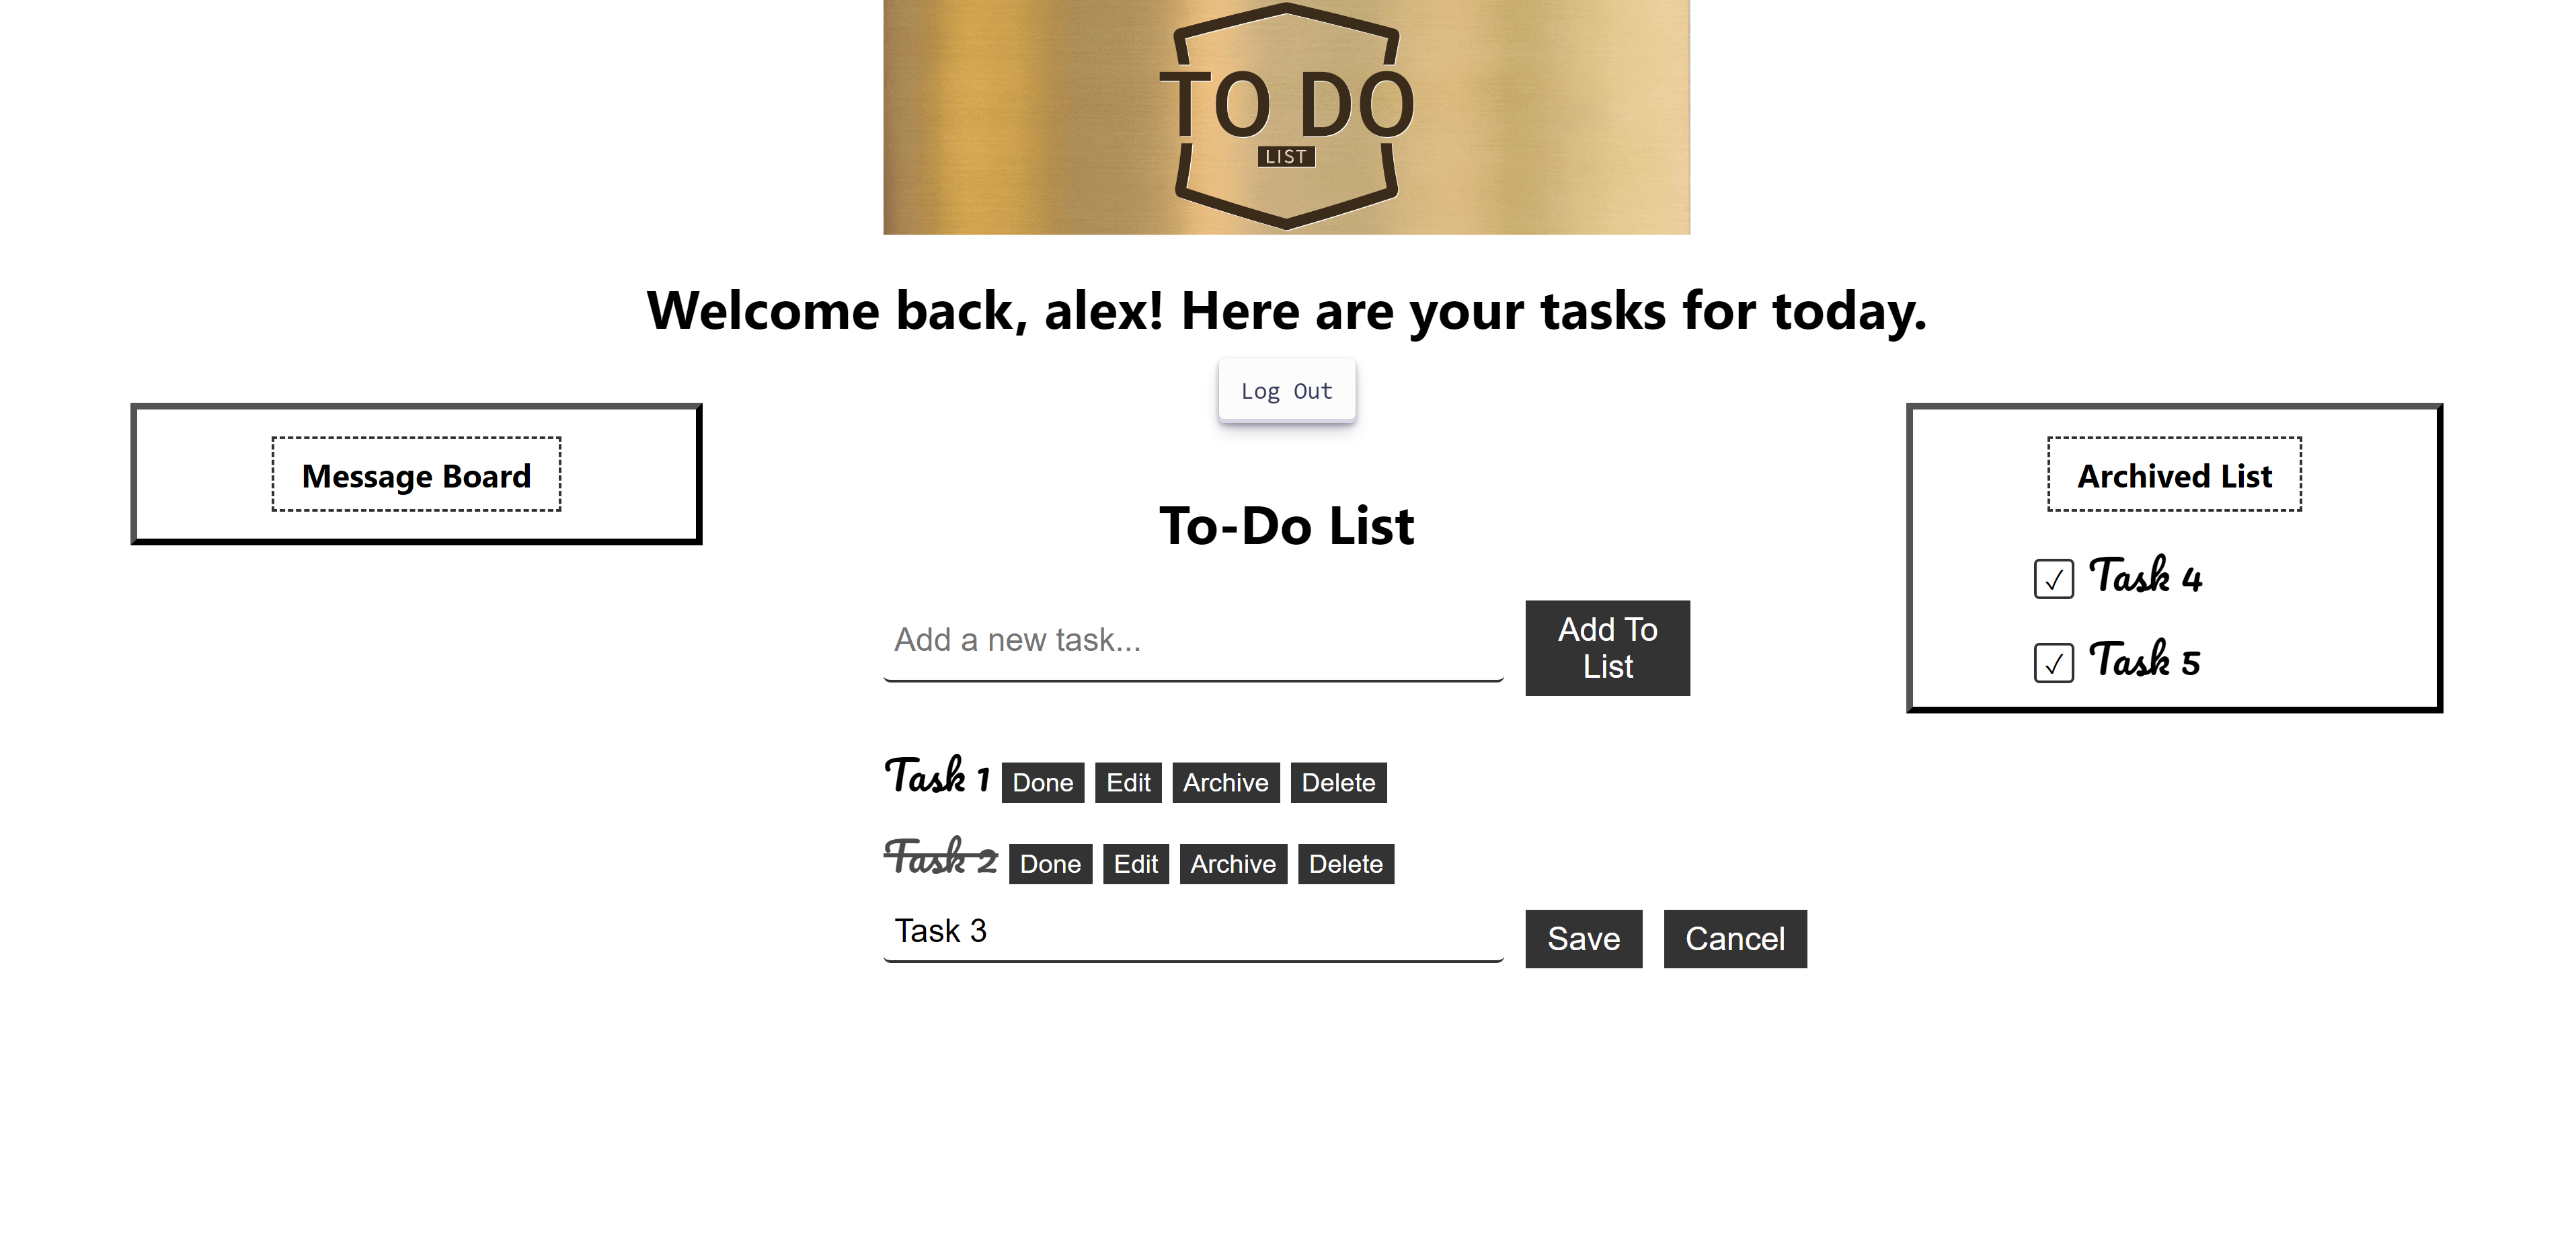 TO DO
LIST
Welcome back, alex! Here are your tasks for today.
Log Out
Message Board
To-Do List
Add a new task...
Add To
List
Task 1 Done Edit Archive Delete
Task 2 Done Edit Archive Delete
Task 3 Save Cancel
Archived List
✓ Task 4
✓ Task 5